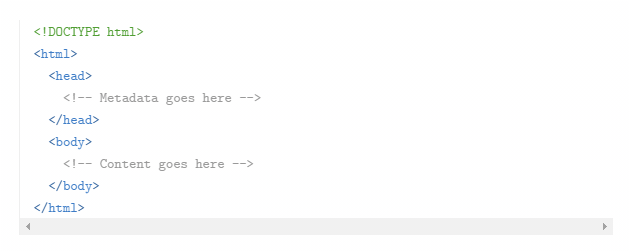 <!DOCTYPE html>
<html>
  <head>
    <!-- Metadata goes here -->
  </head>
  <body>
    <!-- Content goes here -->
  </body>
</html>